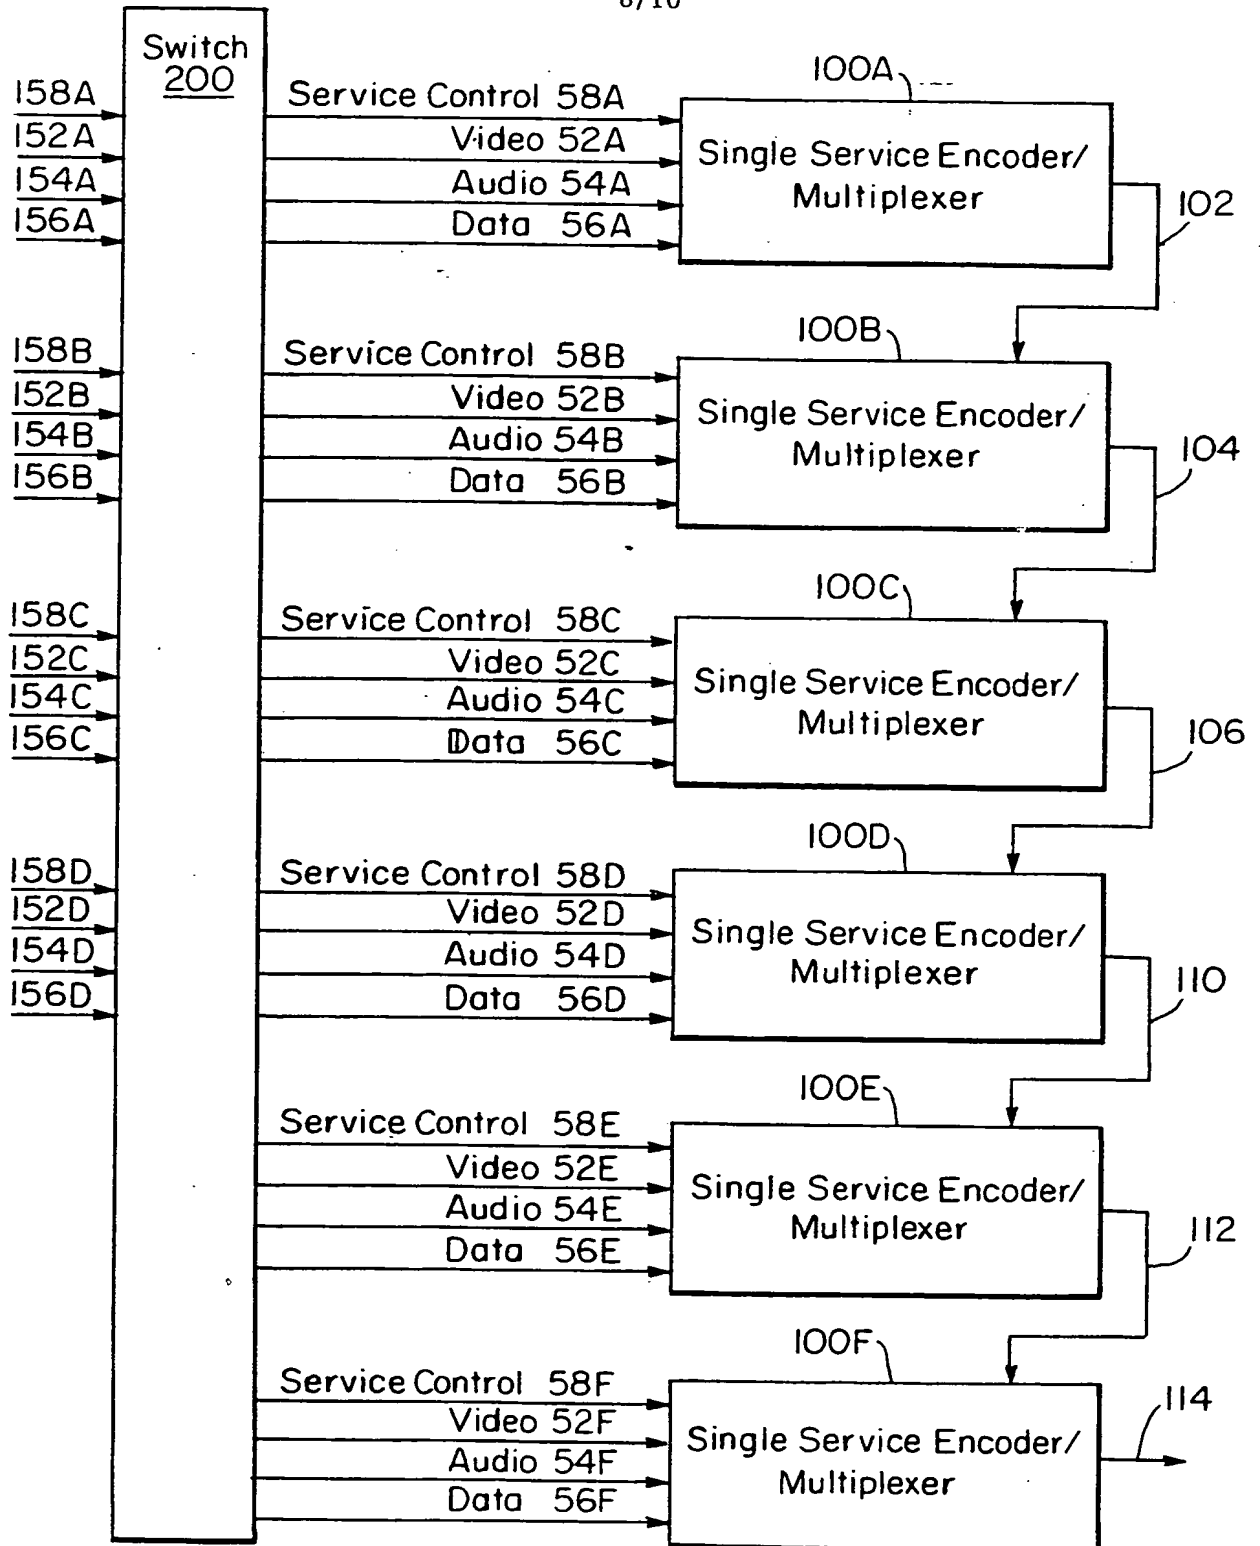 8/10
Switch
200
100A
158A
Service Control 58A
152A
Video 52A
Single Service Encoder/
Multiplexer
154A
Audio 54A
102
156A
Data 56A
100B
158B
Service Control 58B
152B
Video 52B
Single Service Encoder/
Multiplexer
154B
Audio 54B
104
156B
Data 56B
100C
158C
Service Control 58C
152C
Video 52C
Single Service Encoder/
Multiplexer
154C
Audio 54C
106
156C
Data 56C
100D
158D
Service Control 58D
152D
Video 52D
Single Service Encoder/
Multiplexer
154D
Audio 54D
110
156D
Data 56D
100E
Service Control 58E
Video 52E
Single Service Encoder/
Multiplexer
Audio 54E
112
Data 56E
100F
Service Control 58F
114
Video 52F
Single Service Encoder/
Multiplexer
Audio 54F
Data 56F